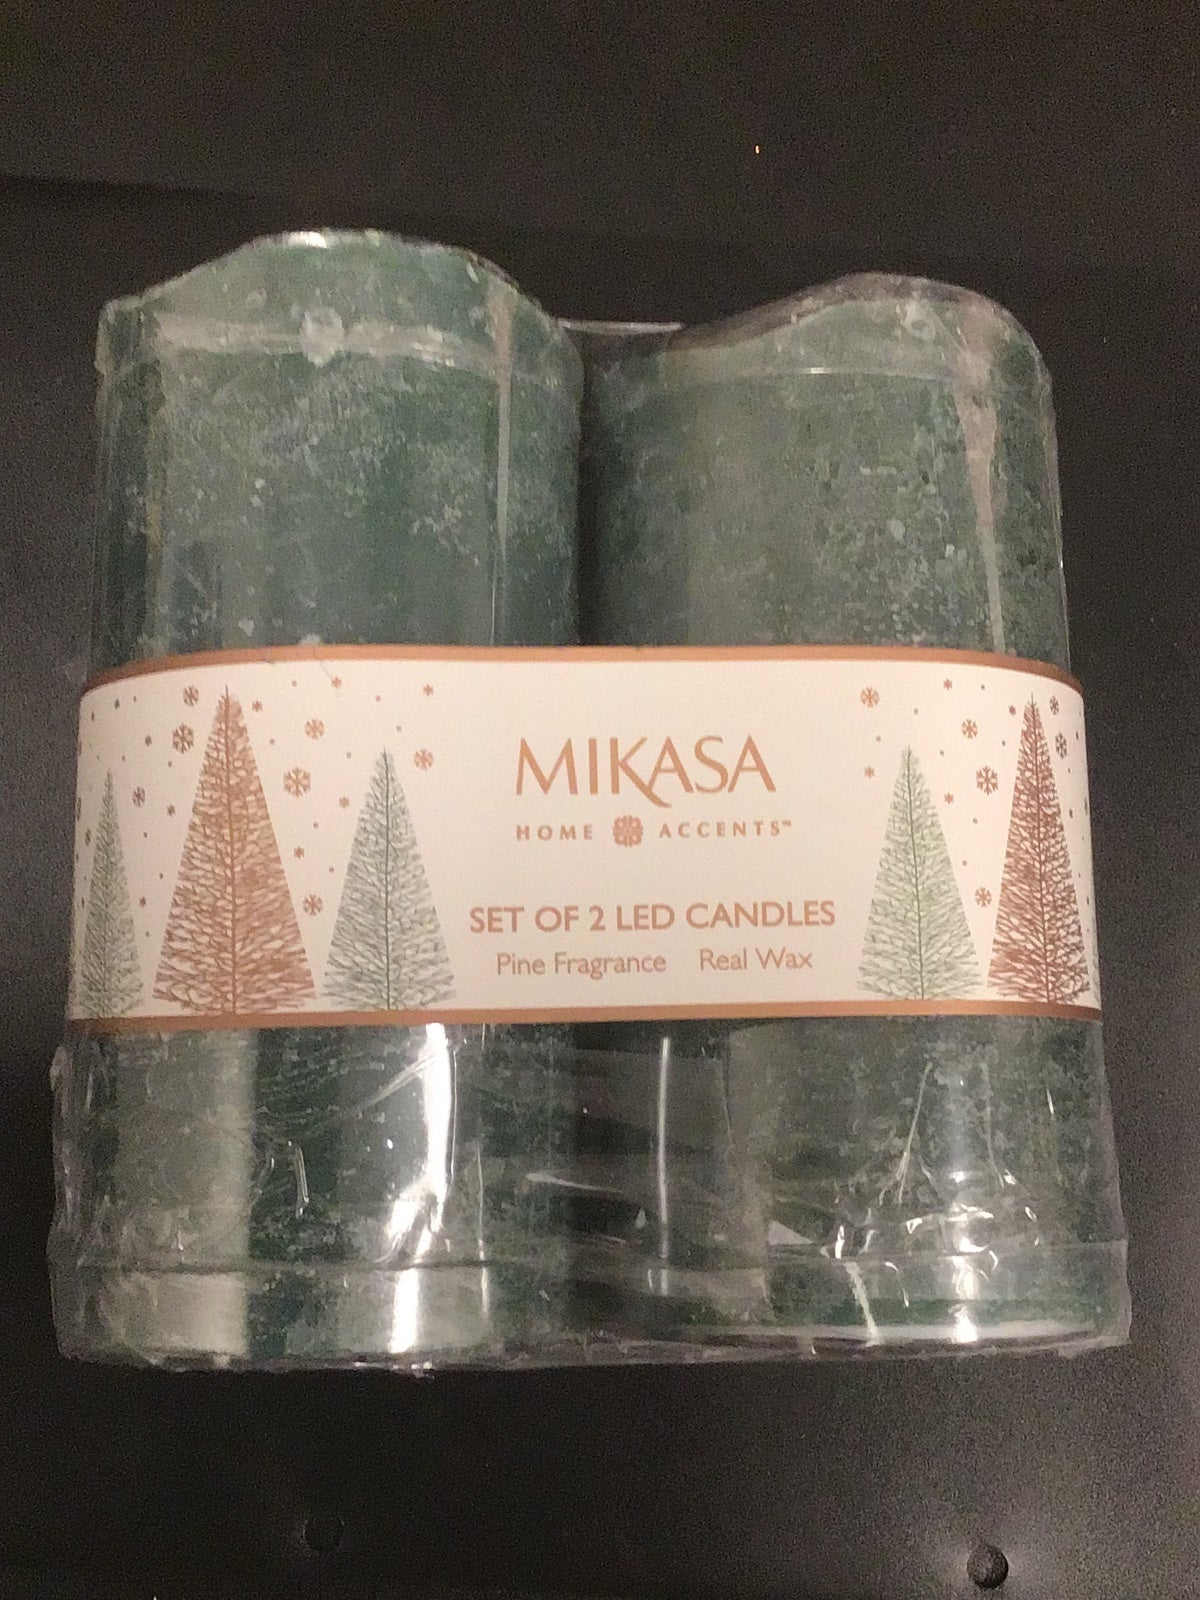 MIKASA
HOME ACCENTS™
SET OF 2 LED CANDLES
Pine Fragrance Real Wax